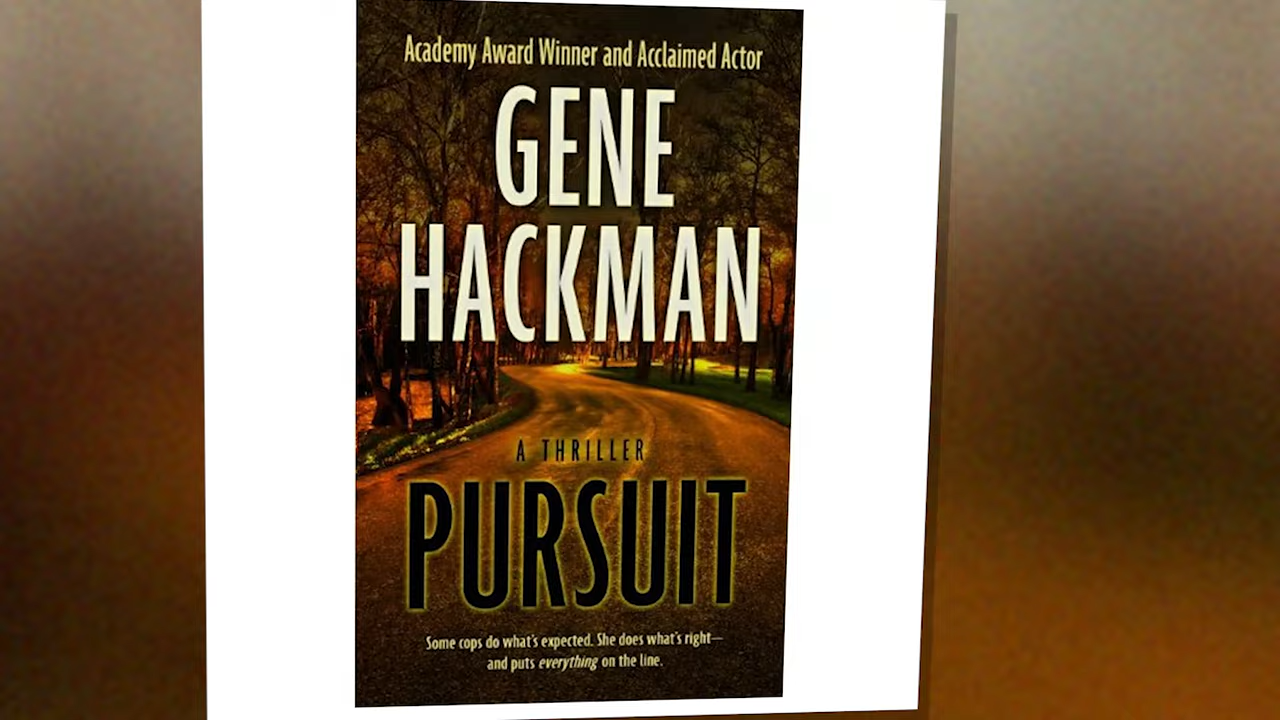 Academy Award Winner and Acclaimed Actor
GENE
HACKMAN
A THRILLER
PURSUIT
Some cops do what's expected. She does what's right—
and puts everything on the line.